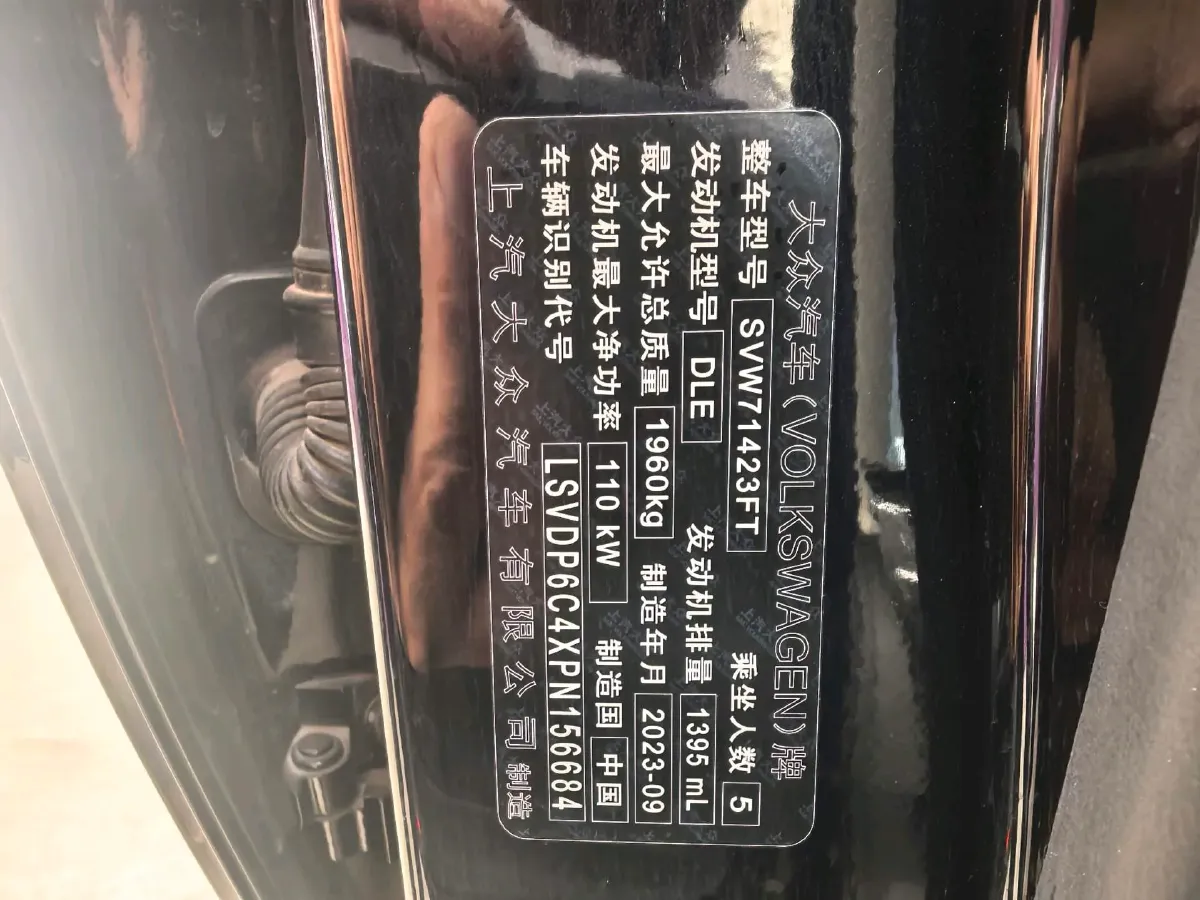 大众汽车(VOLKSWAGEN)牌
整车型号 SVW71423FT 乘坐人数 5
发动机型号 DLE 发动机排量 1395 mL
最大允许总质量 1960kg 制造年月 2023-09
发动机最大净功率 110 kW 制造国 中国
车辆识别代号 LSVDP6C4XPN156684
上汽大众汽车有限公司 制造